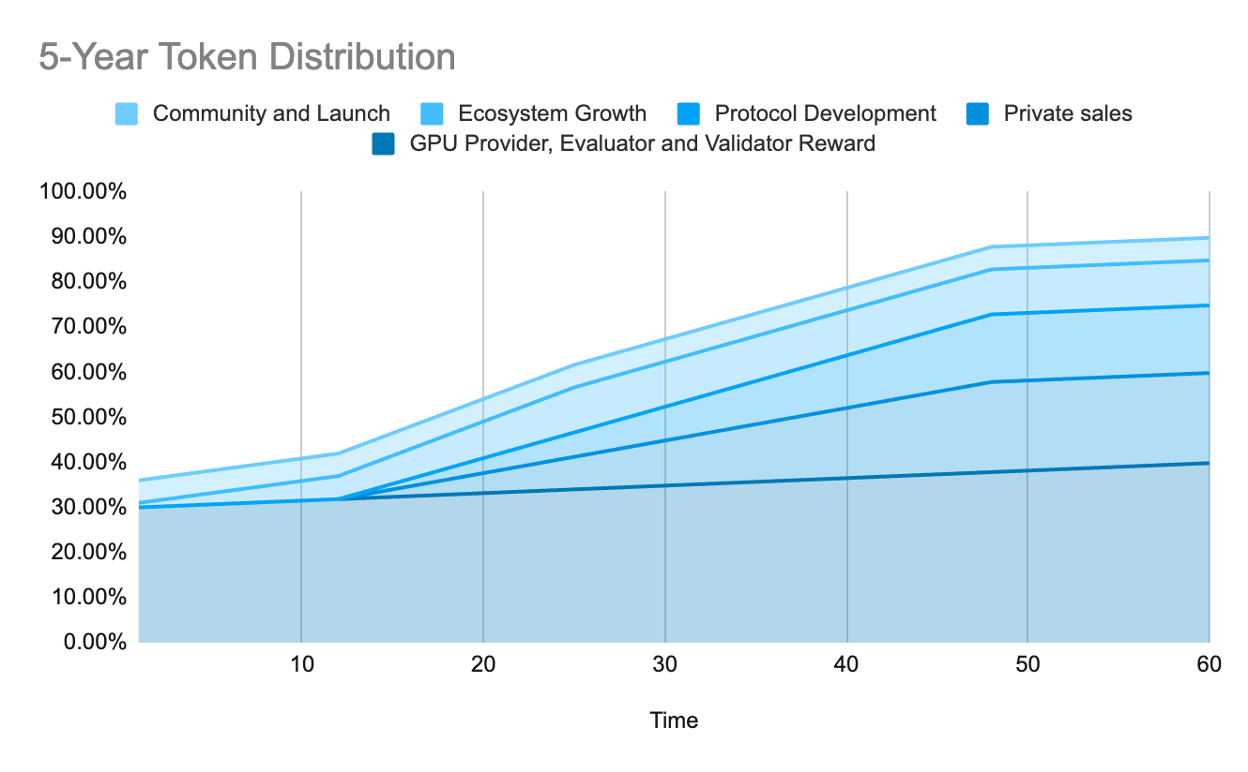 5-Year Token Distribution
Community and Launch Ecosystem Growth Protocol Development Private sales
GPU Provider, Evaluator and Validator Reward
100.00%
90.00%
80.00%
70.00%
60.00%
50.00%
40.00%
30.00%
20.00%
10.00%
0.00%
10 20 30 40 50 60
Time